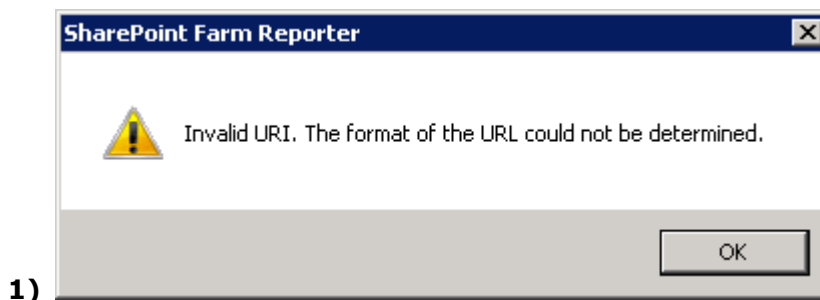 SharePoint Farm Reporter
Invalid URI. The format of the URL could not be determined.
OK
1)